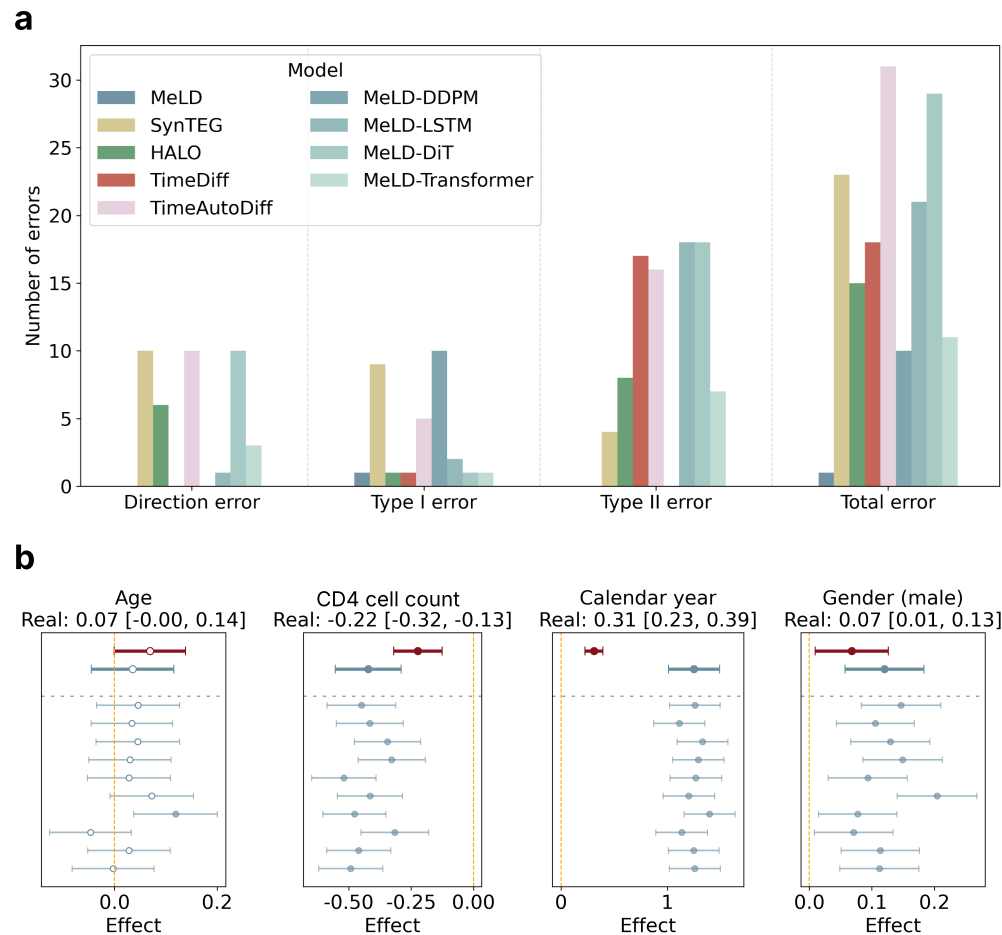 a
Model
MeLD
SynTEG
HALO
TimeDiff
TimeAutoDiff
MeLD-DDPM
MeLD-LSTM
MeLD-DiT
MeLD-Transformer
Number of errors
30
25
20
15
10
5
0
Direction error
Type I error
Type II error
Total error
b
Age
Real: 0.07 [-0.00, 0.14]
0.0 0.2
Effect
CD4 cell count
Real: -0.22 [-0.32, -0.13]
-0.50 -0.25 0.00
Effect
Calendar year
Real: 0.31 [0.23, 0.39]
0 1
Effect
Gender (male)
Real: 0.07 [0.01, 0.13]
0.0 0.1 0.2
Effect